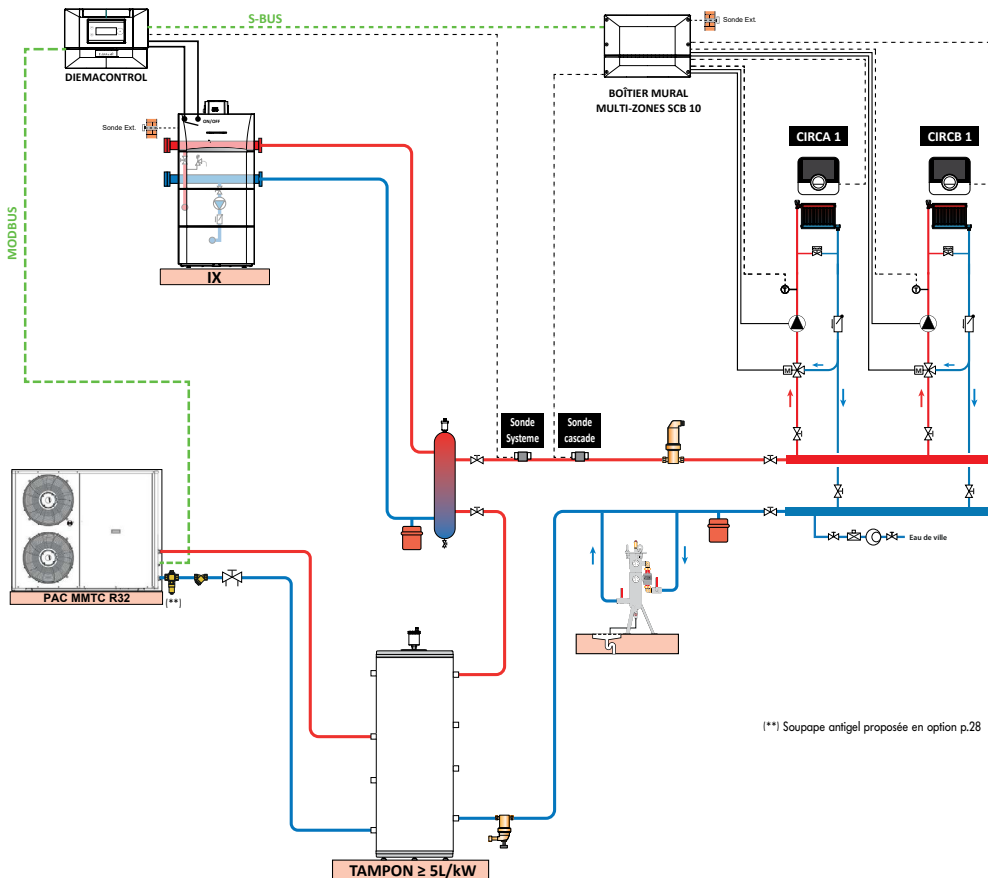 S-BUS
Sonde Ext.
DIEMACONTROL
BOÎTIER MURAL
MULTI-ZONES SCB 10
ON/OFF
Sonde Ext.
CIRCA 1
CIRCB 1
MODBUS
IX
M
M
Sonde
Systeme
Sonde
cascade
Eau de ville
PAC MMTC R32
(**)
(**) Soupape antigel proposée en option p.28
TAMPON ≥ 5L/kW